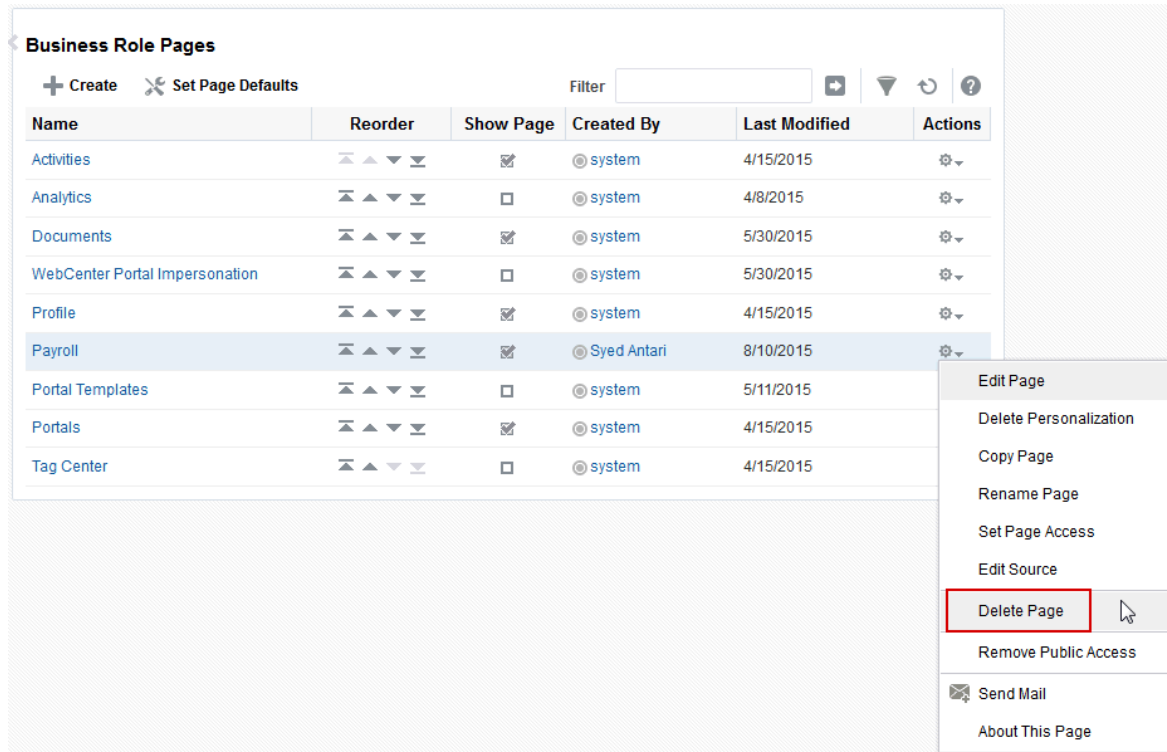 Business Role Pages
Create Set Page Defaults Filter
Name Reorder Show Page Created By Last Modified Actions
Activities system 4/15/2015
Analytics system 4/8/2015
Documents system 5/30/2015
WebCenter Portal Impersonation system 5/30/2015
Profile system 4/15/2015
Payroll Syed Antari 8/10/2015
Portal Templates system 5/11/2015
Portals system 4/15/2015
Tag Center system 4/15/2015
Edit Page
Delete Personalization
Copy Page
Rename Page
Set Page Access
Edit Source
Delete Page
Remove Public Access
Send Mail
About This Page